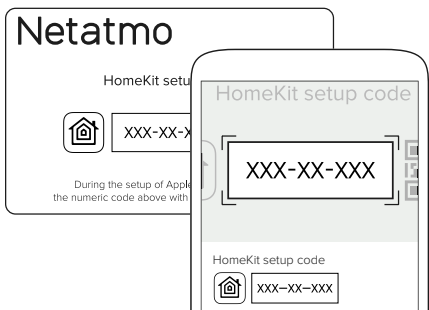 Netatmo
HomeKit setu
XXX-XX-X
During the setup of Apple
the numeric code above with
HomeKit setup code
XXX-XX-XXX
HomeKit setup code
XXX–XX–XXX